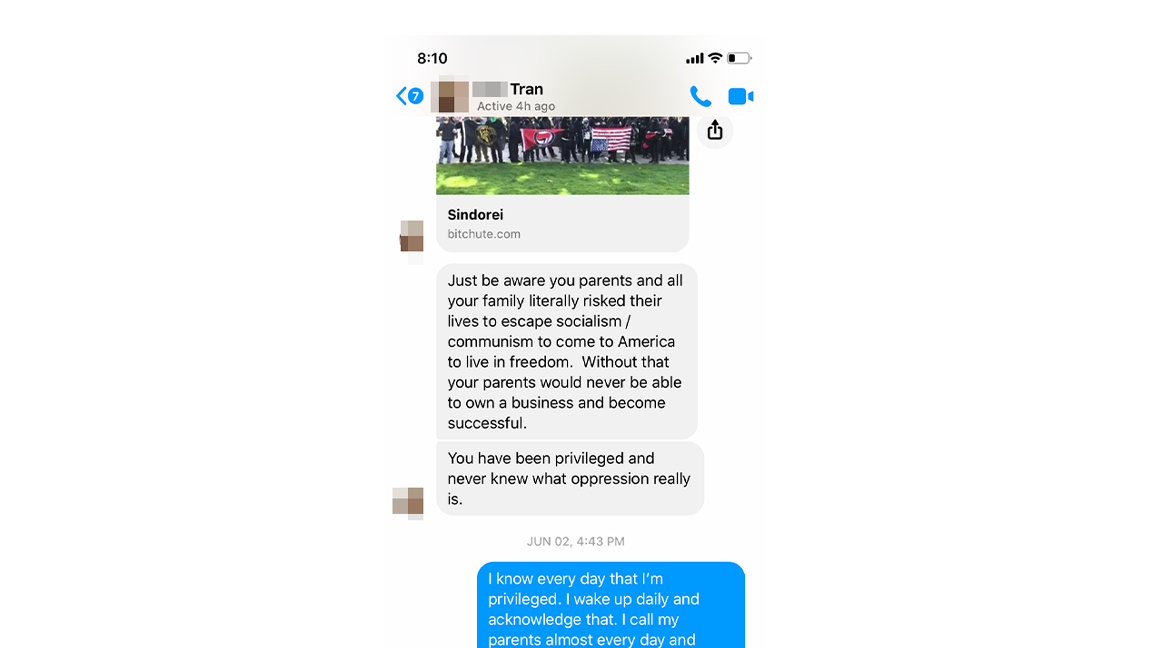 8:10
7
Tran
Active 4h ago
Sindorei
bitchute.com
Just be aware you parents and all
your family literally risked their
lives to escape socialism /
communism to come to America
to live in freedom.  Without that
your parents would never be able
to own a business and become
successful.
You have been privileged and
never knew what oppression really
is.
JUN 02, 4:43 PM
I know every day that I’m
privileged. I wake up daily and
acknowledge that. I call my
parents almost every day and